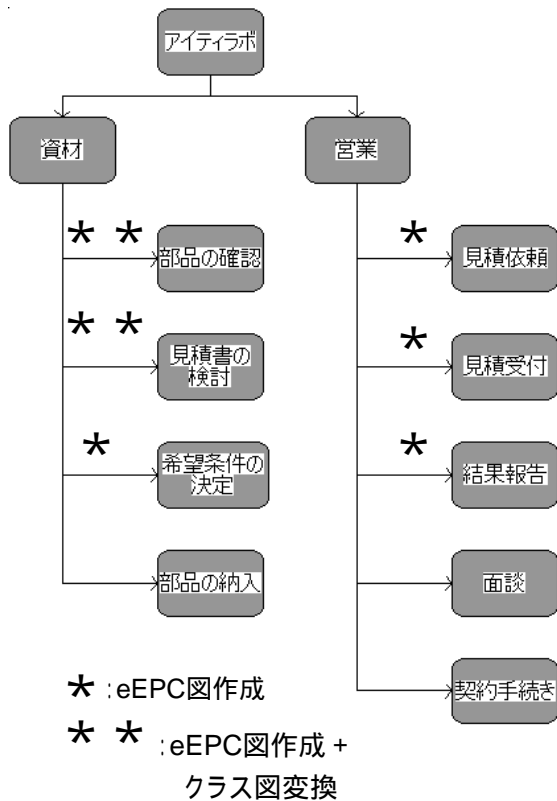 アイティラボ
資材
営業
* *
部品の確認
*
見積依頼
* *
見積書の
検討
*
見積受付
*
希望条件の
決定
*
結果報告
部品の納入
面談
契約手続き
* :eEPC図作成
* * :eEPC図作成 +
クラス図変換